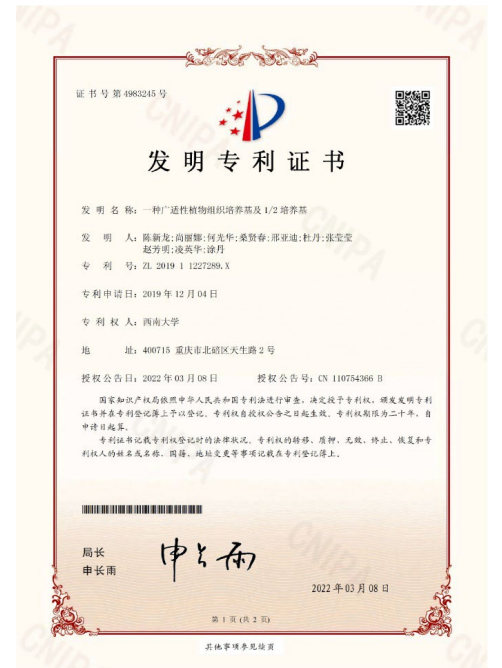 证书号第4983245号
发明专利证书
发 明 名 称：一种广适性植物组织培养基及1/2培养基
发 明 人：陈新龙;尚丽娜;何光华;桑贤春;邢亚迪;杜丹;张莹莹
赵芳明;凌英华;涂丹
专 利 号：ZL 2019 1 1227289.X
专利申请日：2019年12月04日
专 利 权 人：西南大学
地 址：400715 重庆市北碚区天生路2号
授权公告日：2022年03月08日 授权公告号：CN 110754366 B
国家知识产权局依照中华人民共和国专利法进行审查，决定授予专利权，颁发发明专利
证书并在专利登记簿上予以登记。专利权自授权公告之日起生效。专利权期限为二十年，自
申请日起算。
专利证书记载专利权登记时的法律状况。专利权的转移、质押、无效、终止、恢复和专
利权人的姓名或名称、国籍、地址变更等事项记载在专利登记簿上。
局长
申长雨
申长雨
2022年03月08日
第 1 页 (共 2 页)
其他事项参见续页
CNIPA
CNIPA
CNIPA
CNIPA